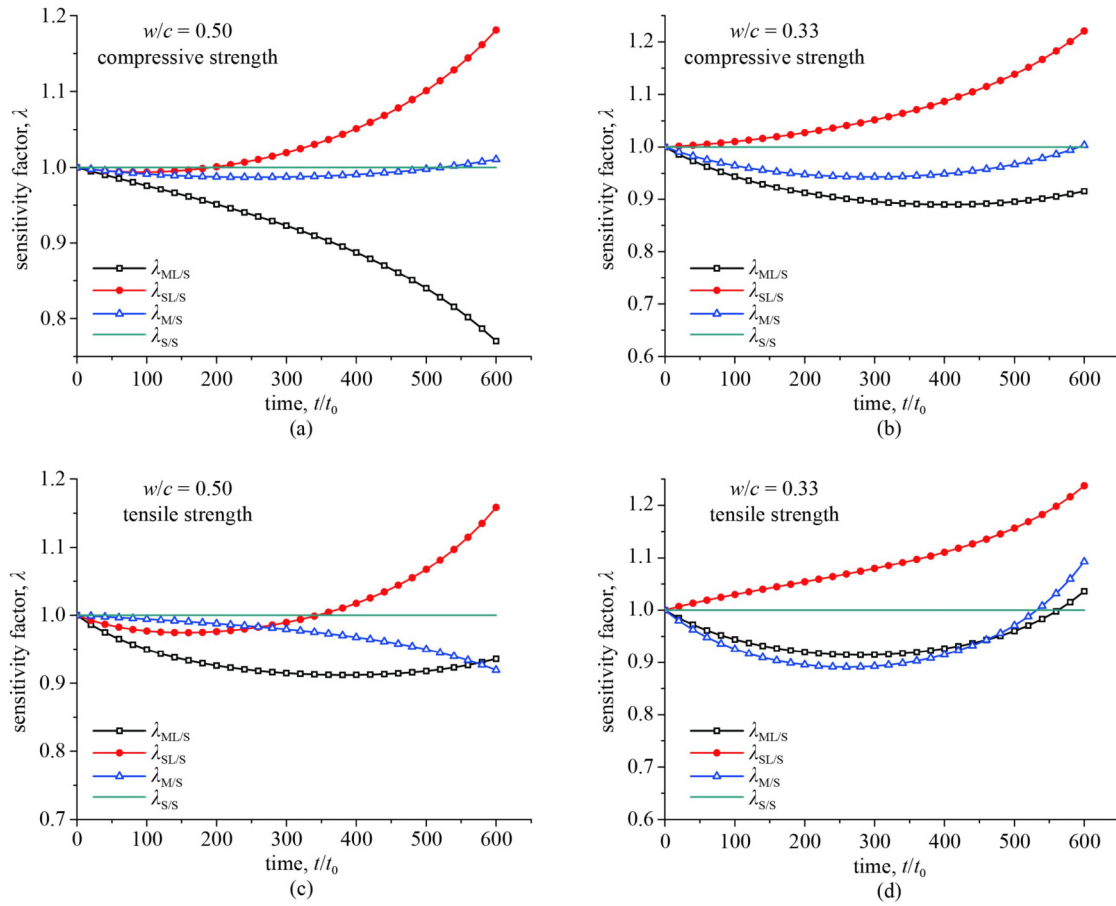 w/c = 0.50
compressive strength
sensitivity factor, λ
1.2
1.1
1.0
0.9
0.8
λML/S
λSL/S
λM/S
λS/S
0 100 200 300 400 500 600
time, t/t0
(a)
w/c = 0.33
compressive strength
sensitivity factor, λ
1.2
1.1
1.0
0.9
0.8
0.7
0.6
λML/S
λSL/S
λM/S
λS/S
0 100 200 300 400 500 600
time, t/t0
(b)
w/c = 0.50
tensile strength
sensitivity factor, λ
1.2
1.1
1.0
0.9
0.8
0.7
λML/S
λSL/S
λM/S
λS/S
0 100 200 300 400 500 600
time, t/t0
(c)
w/c = 0.33
tensile strength
sensitivity factor, λ
1.2
1.1
1.0
0.9
0.8
0.7
0.6
λML/S
λSL/S
λM/S
λS/S
0 100 200 300 400 500 600
time, t/t0
(d)